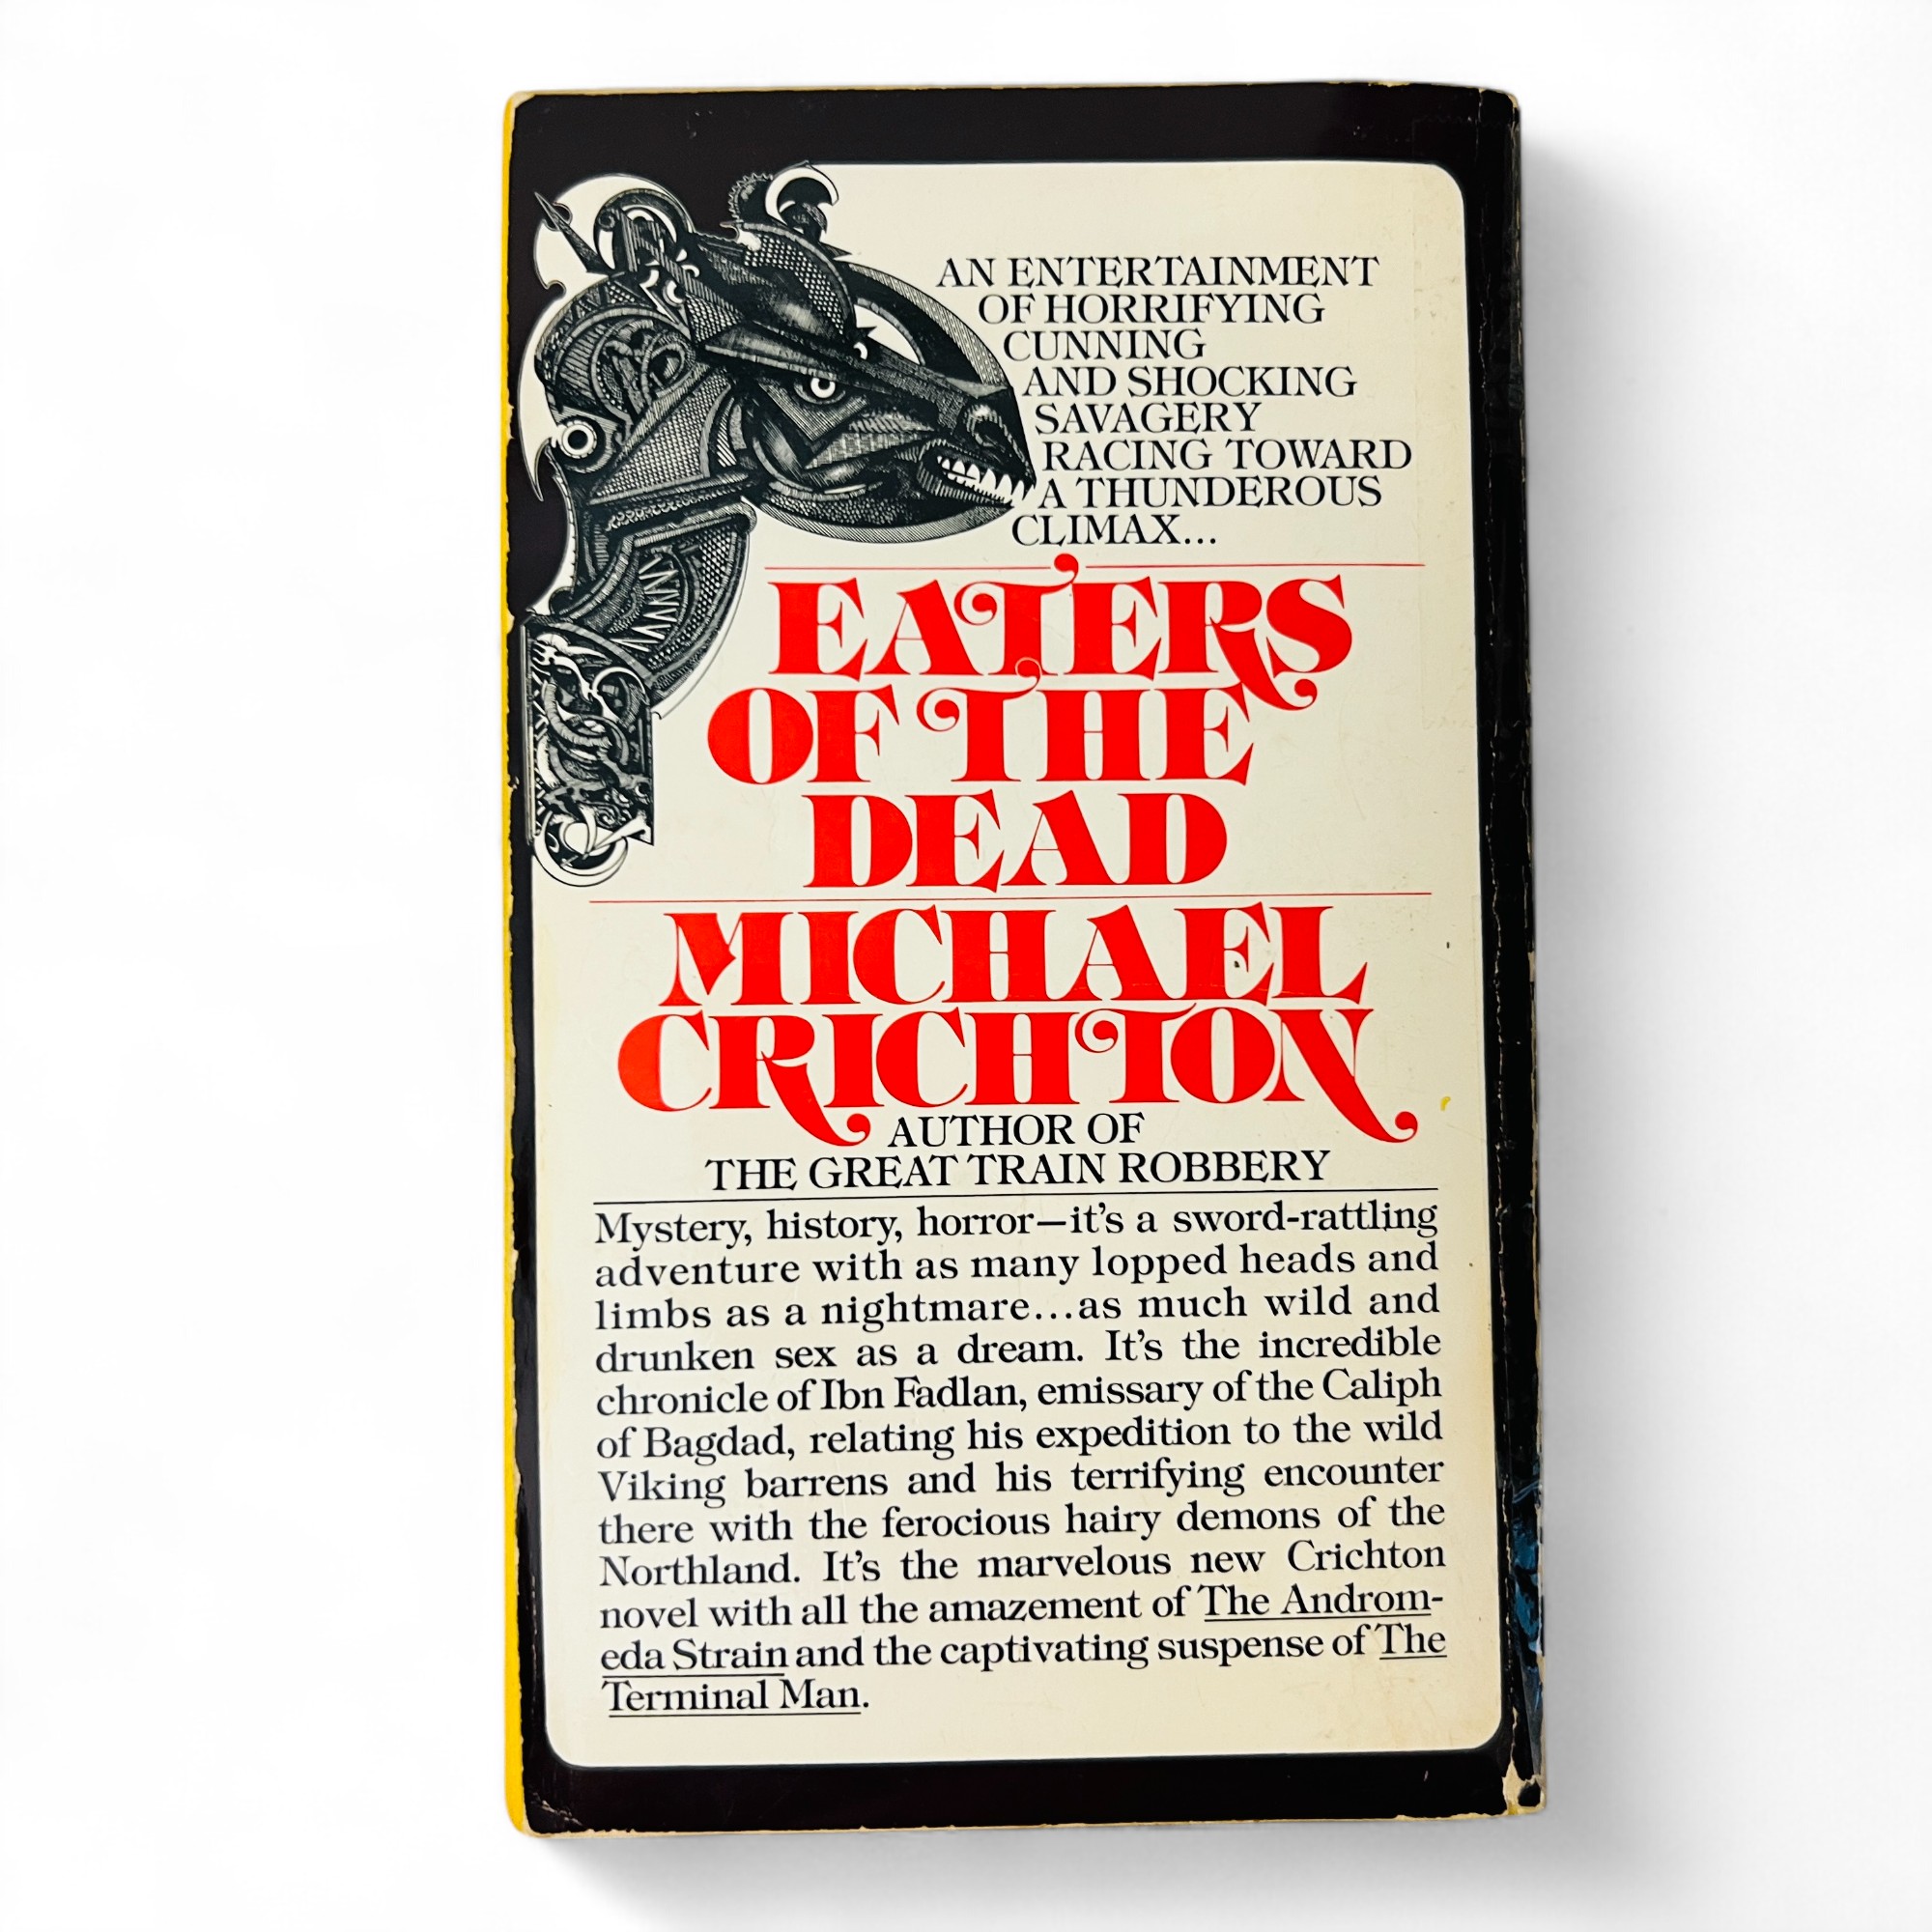 AN ENTERTAINMENT
OF HORRIFYING
CUNNING
AND SHOCKING
SAVAGERY
RACING TOWARD
A THUNDEROUS
CLIMAX...
EATERS
OF THE
DEAD
MICHAEL
CRICHTON
AUTHOR OF
THE GREAT TRAIN ROBBERY
Mystery, history, horror—it's a sword-rattling
adventure with as many lopped heads and
limbs as a nightmare...as much wild and
drunken sex as a dream. It's the incredible
chronicle of Ibn Fadlan, emissary of the Caliph
of Bagdad, relating his expedition to the wild
Viking barrens and his terrifying encounter
there with the ferocious hairy demons of the
Northland. It's the marvelous new Crichton
novel with all the amazement of The Androm-
eda Strain and the captivating suspense of The
Terminal Man.